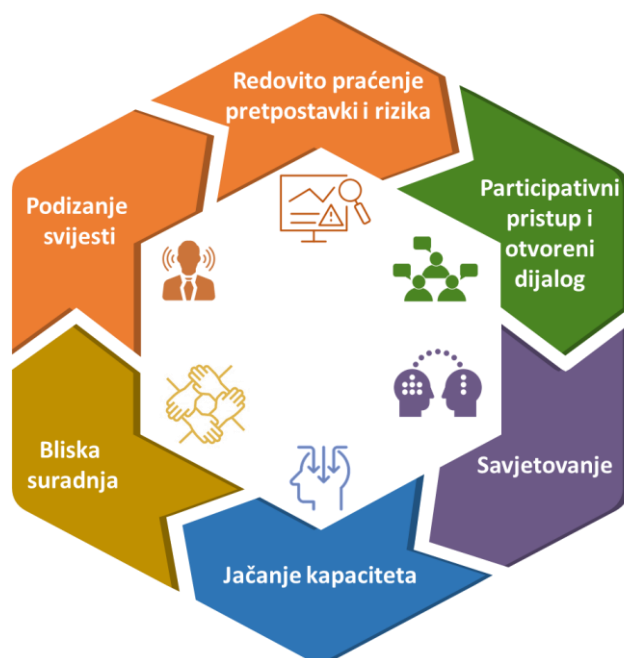 Redovito praćenje
pretpostavki i rizika
Participativni
pristup i
otvoreni
dijalog
Savjetovanje
Jačanje kapaciteta
Bliska
suradnja
Podizanje
svijesti